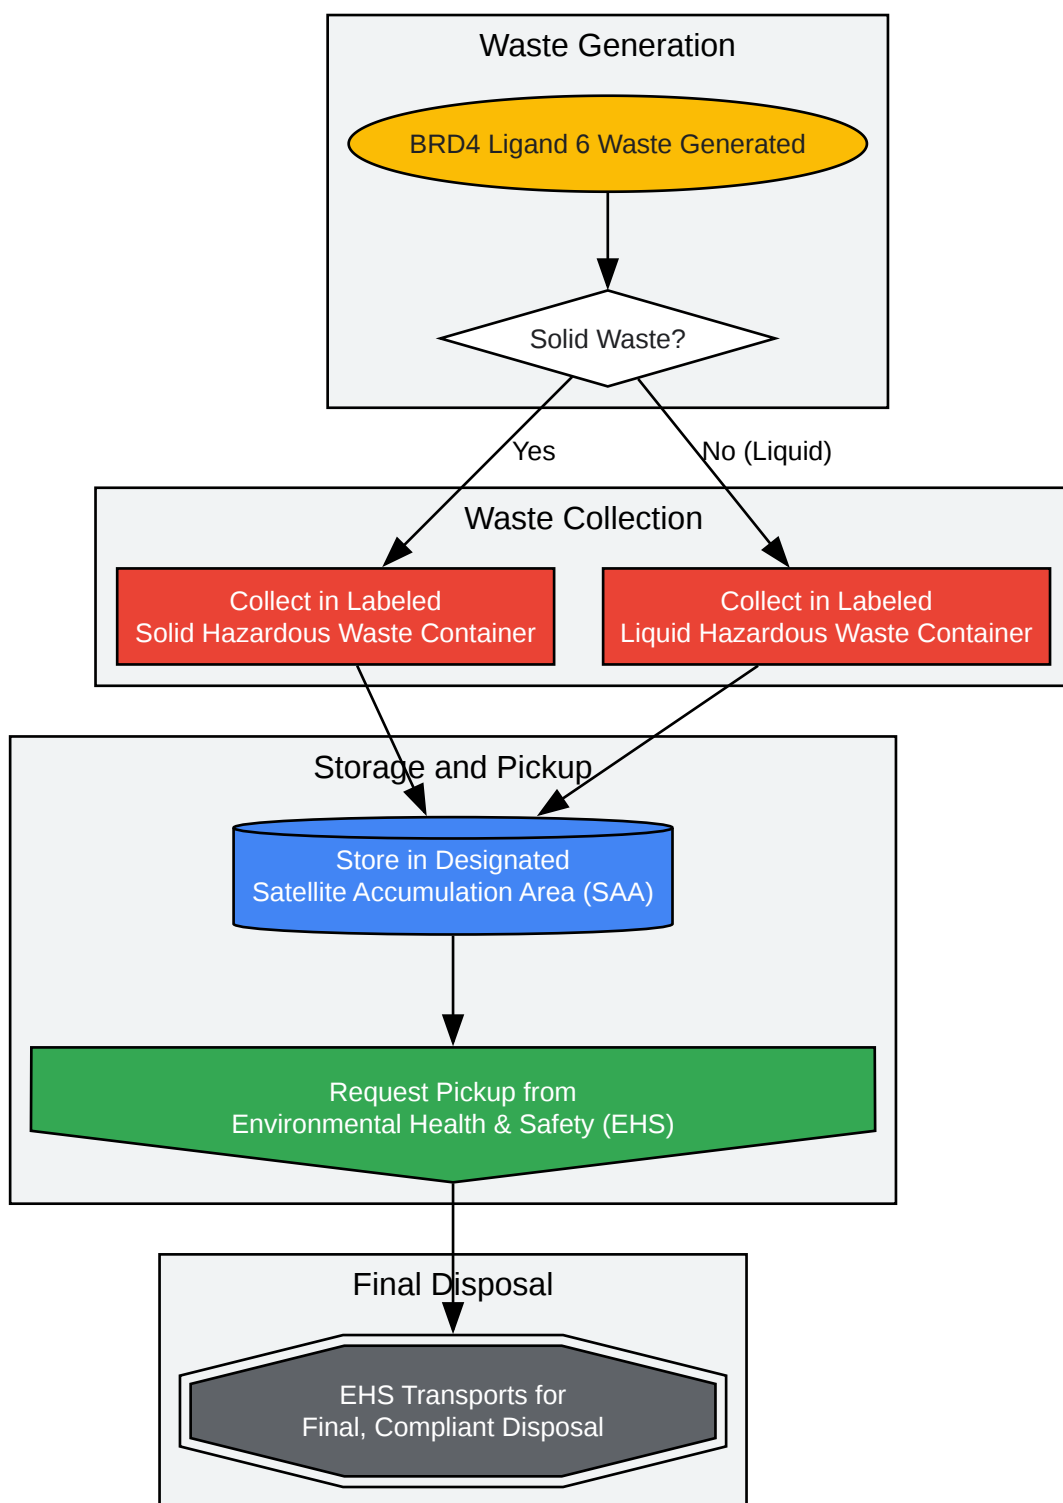 Waste Generation
BRD4 Ligand 6 Waste Generated
Solid Waste?
Yes
No (Liquid)
Waste Collection
Collect in Labeled
Solid Hazardous Waste Container
Collect in Labeled
Liquid Hazardous Waste Container
Storage and Pickup
Store in Designated
Satellite Accumulation Area (SAA)
Request Pickup from
Environmental Health & Safety (EHS)
Final Disposal
EHS Transports for
Final, Compliant Disposal